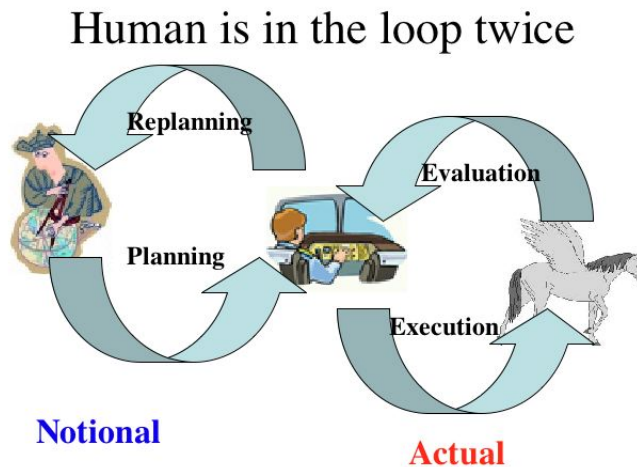 Human is in the loop twice
Replanning
Evaluation
Planning
Execution
Notional
Actual